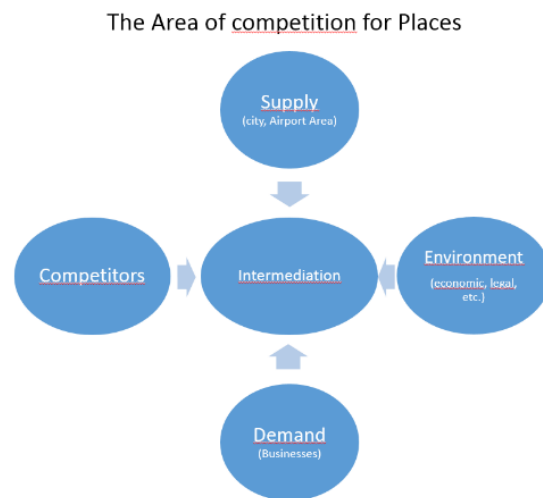 The Area of competition for Places
Supply
(city, Airport Area)
Competitors
Intermediation
Environment
(economic, legal,
etc.)
Demand
(Businesses)